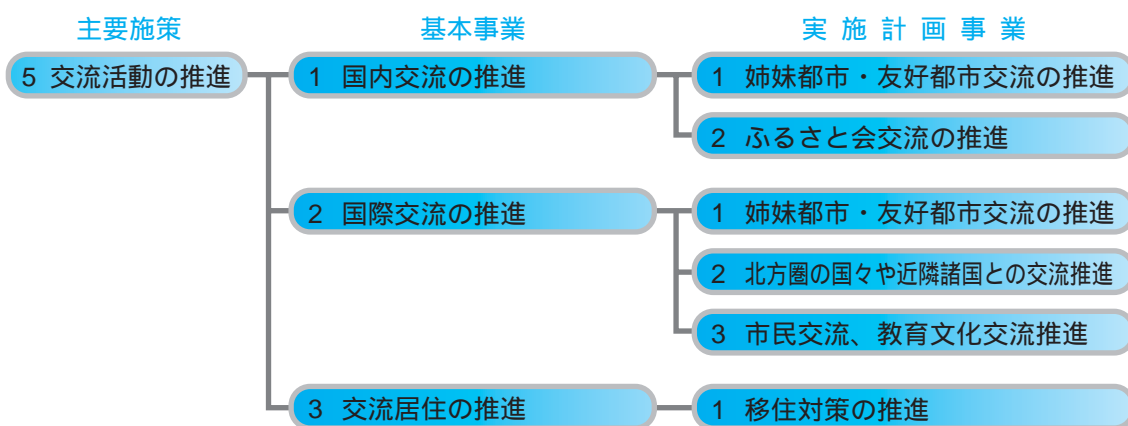 主要施策 基本事業 実施計画事業
5 交流活動の推進 1 国内交流の推進 1 姉妹都市・友好都市交流の推進
2 ふるさと会交流の推進
2 国際交流の推進 1 姉妹都市・友好都市交流の推進
2 北方圏の国々や近隣諸国との交流推進
3 市民交流、教育文化交流推進
3 交流居住の推進 1 移住対策の推進